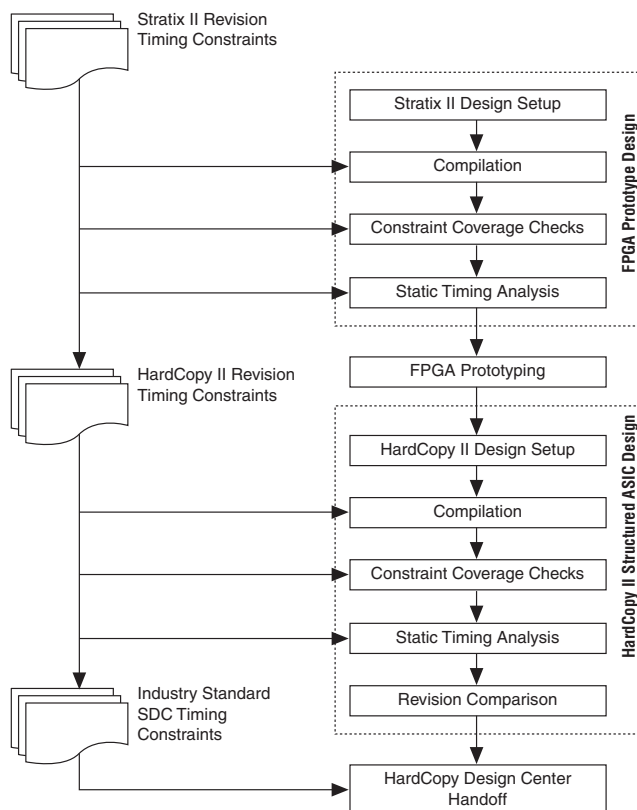 Stratix II Revision
Timing Constraints
Stratix II Design Setup
Compilation
Constraint Coverage Checks
Static Timing Analysis
FPGA Prototype Design
HardCopy II Revision
Timing Constraints
FPGA Prototyping
HardCopy II Design Setup
Compilation
Constraint Coverage Checks
Static Timing Analysis
Revision Comparison
HardCopy II Structured ASIC Design
Industry Standard
SDC Timing
Constraints
HardCopy Design Center
Handoff